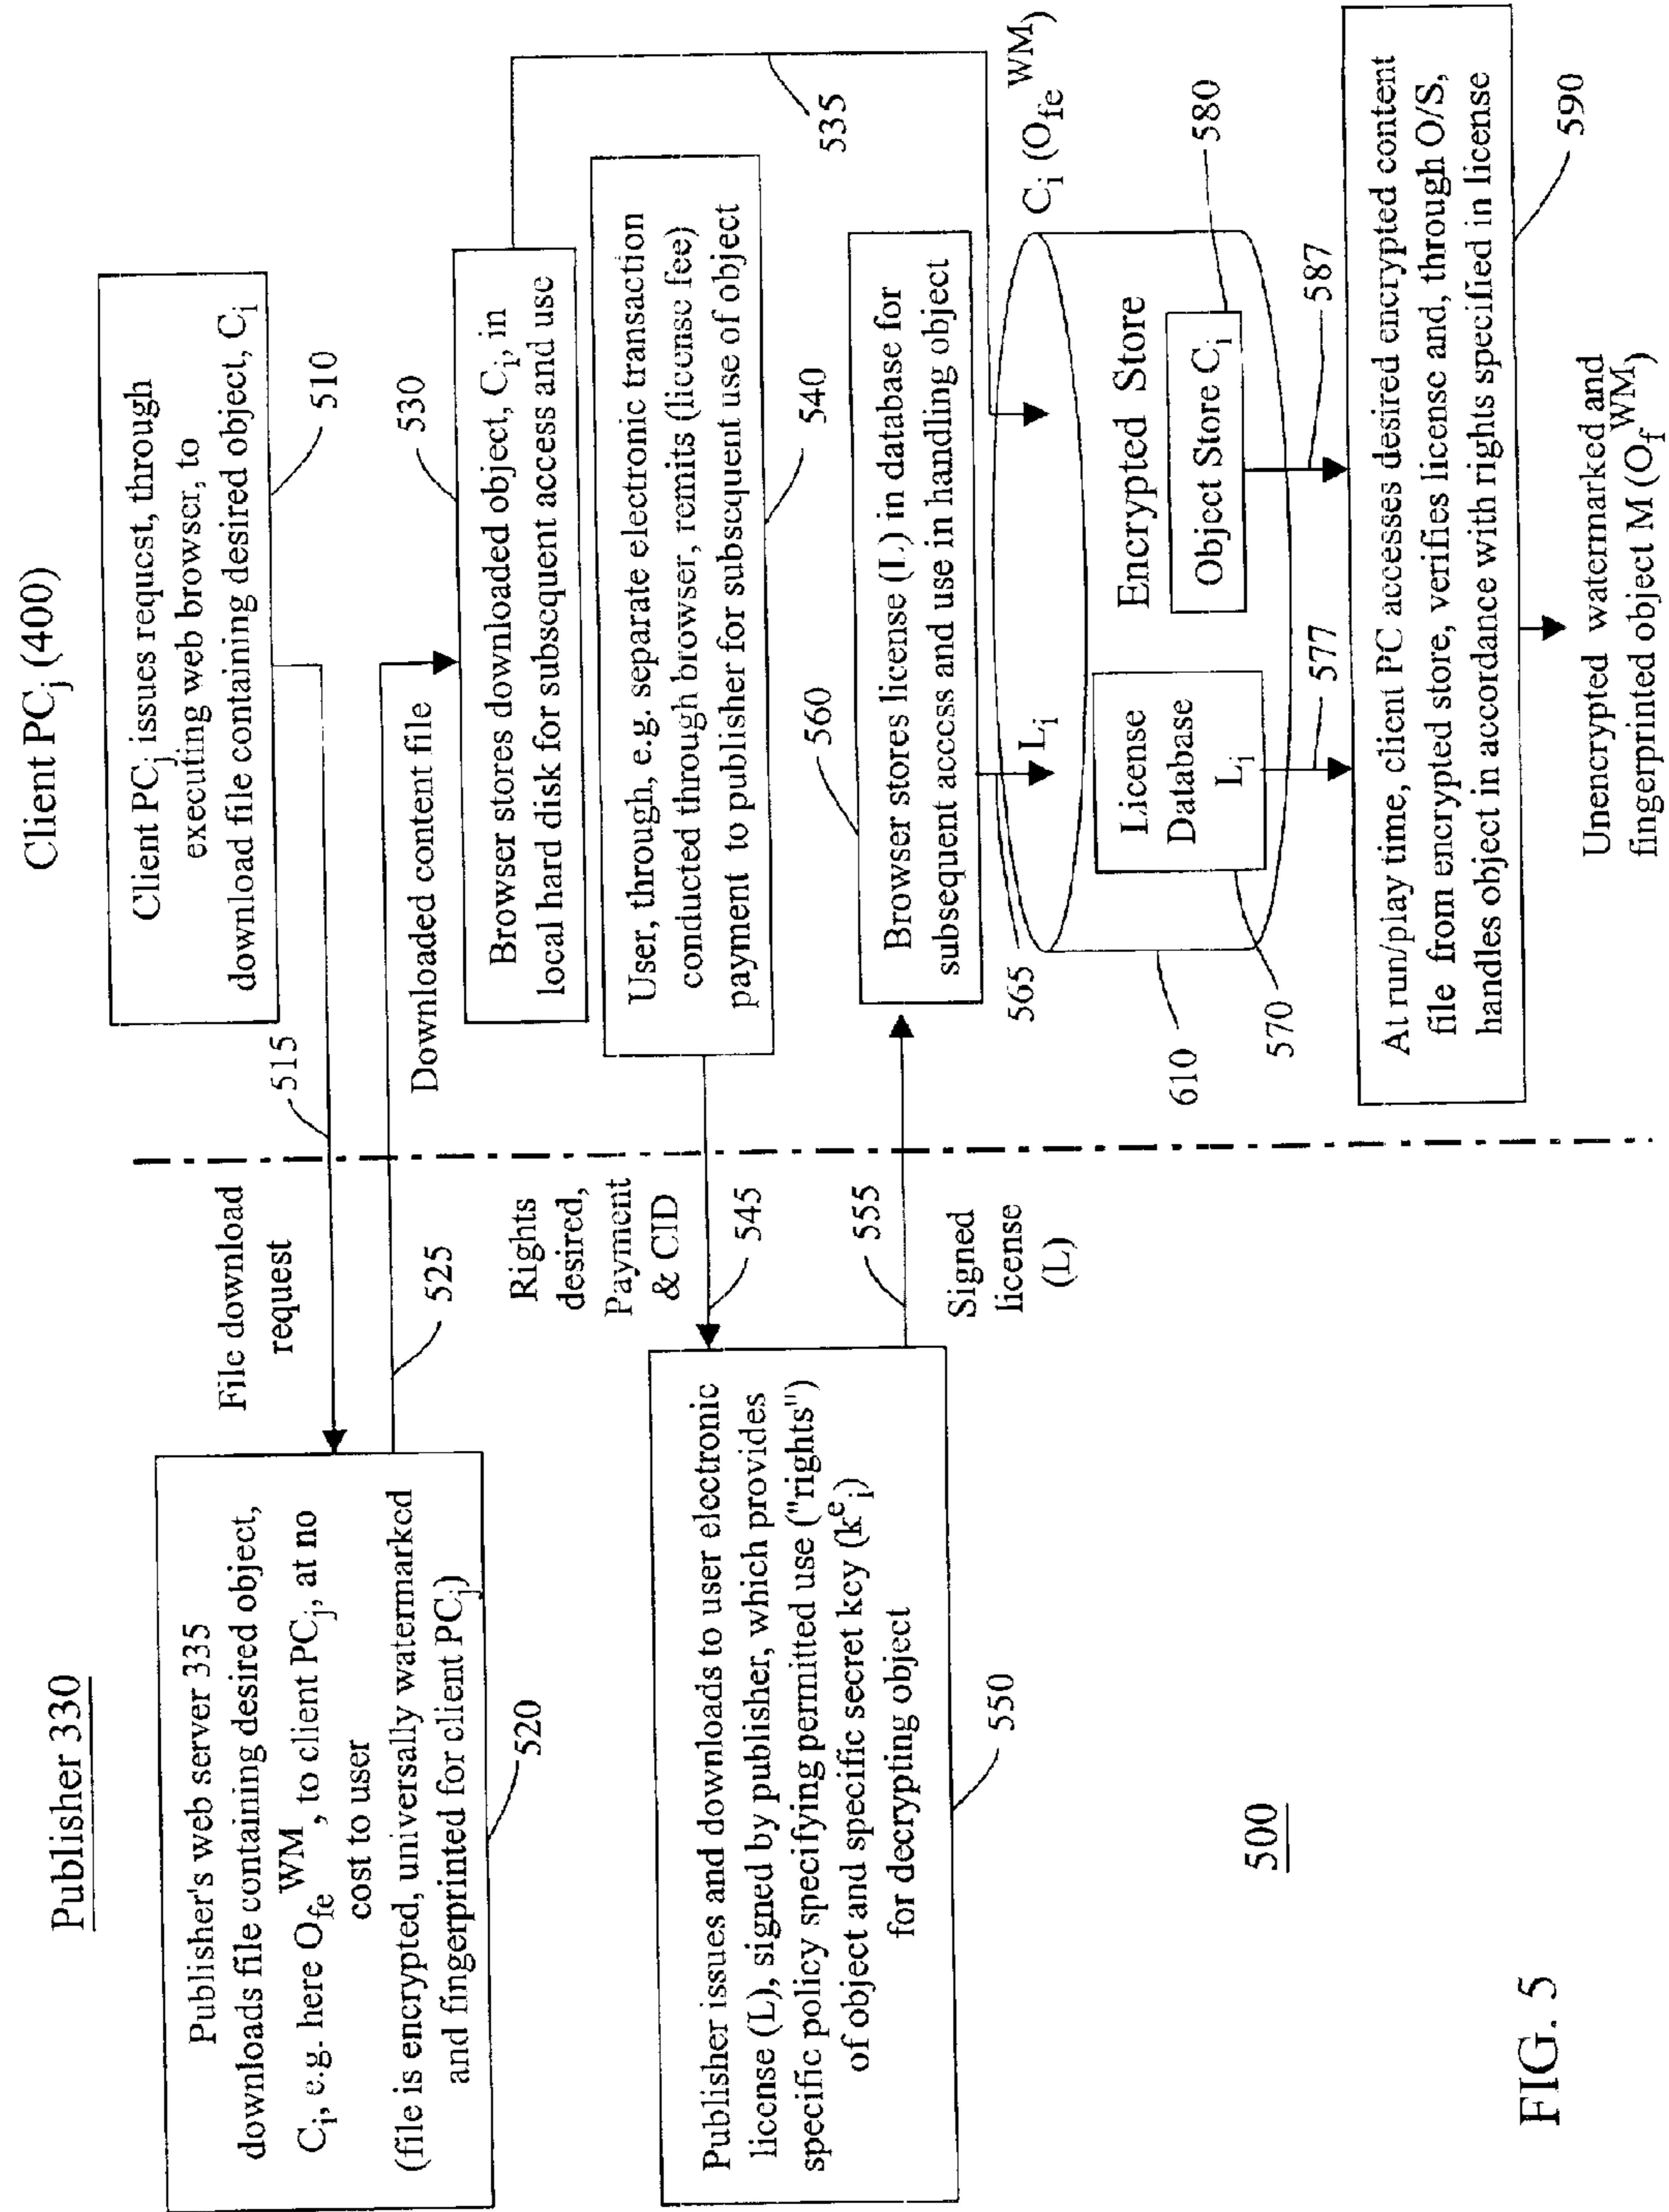 Publisher 330
Client PCj (400)
Client PCj issues request, through
executing web browser, to
download file containing desired object, Ci
510
515
File download
request
Publisher's web server 335
downloads file containing desired object,
Ci, e.g. here Ofe^WM, to client PCj, at no
cost to user
(file is encrypted, universally watermarked
and fingerprinted for client PCj)
520
525
Downloaded content file
530
Browser stores downloaded object, Ci, in
local hard disk for subsequent access and use
535
User, through, e.g. separate electronic transaction
conducted through browser, remits (license fee)
payment to publisher for subsequent use of object
540
Rights
desired,
Payment
& CID
545
Publisher issues and downloads to user electronic
license (L), signed by publisher, which provides
specific policy specifying permitted use ("rights")
of object and specific secret key (k^e_i)
for decrypting object
550
555
Signed
license
(L)
560
Browser stores license (L) in database for
subsequent access and use in handling object
565
Li
Ci (Ofe^WM)
610
Encrypted Store
License
Database
Li
570
Object Store Ci
580
577
587
At run/play time, client PC accesses desired encrypted content
file from encrypted store, verifies license and, through O/S,
handles object in accordance with rights specified in license
590
Unencrypted watermarked and
fingerprinted object M (Of^WM)
500
FIG. 5